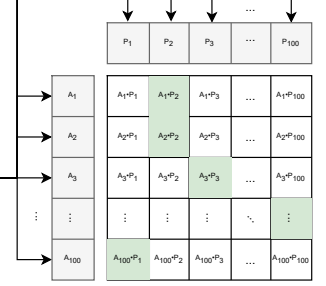 ...
P1 P2 P3 ... P100
A1 A1•P1 A1•P2 A1•P3 ... A1•P100
A2 A2•P1 A2•P2 A2•P3 ... A2•P100
A3 A3•P1 A3•P2 A3•P3 ... A3•P100
⋮ ⋮ ⋮ ⋮ ⋮ ⋱ ⋮
A100 A100•P1 A100•P2 A100•P3 ... A100•P100